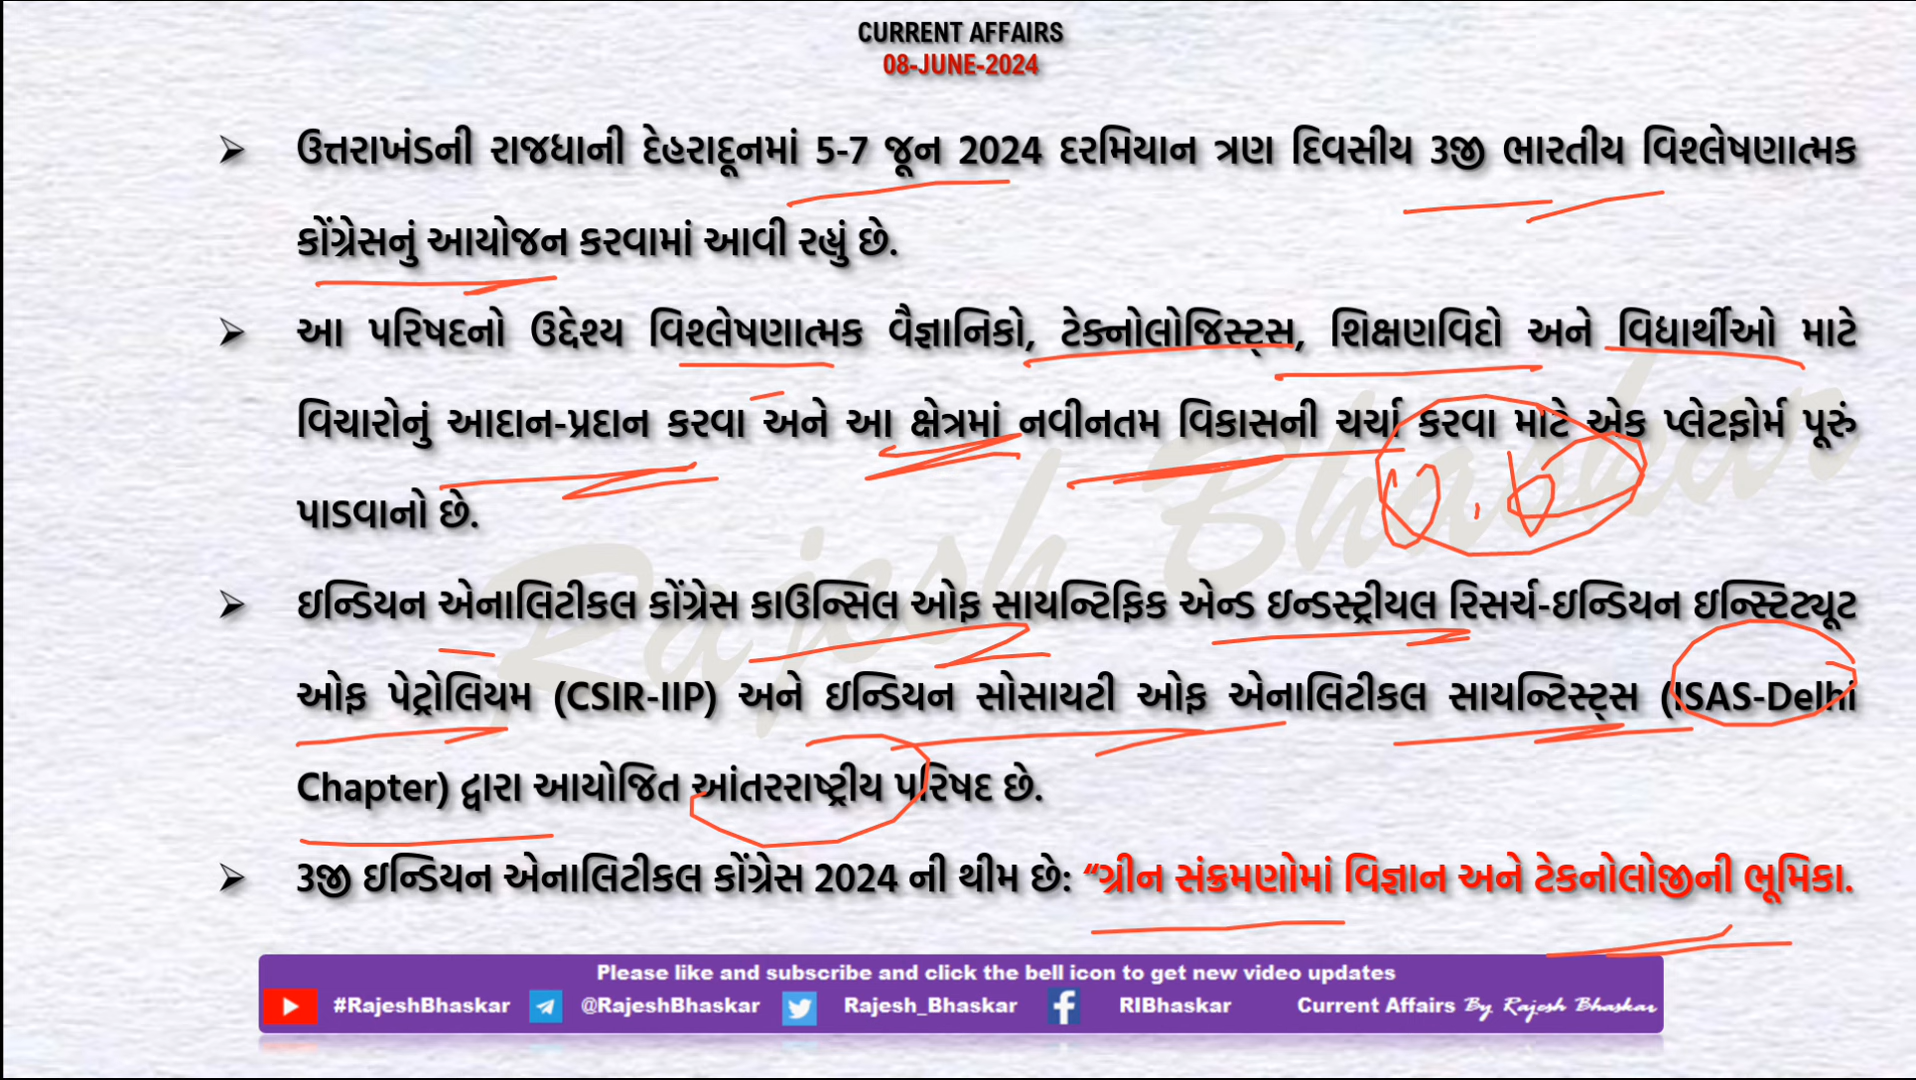 CURRENT AFFAIRS
08-JUNE-2024
➢ ઉત્તરાખંડની રાજધાની દેહરાદૂનમાં 5-7 જૂન 2024 દરમિયાન ત્રણ દિવસીય 3જી ભારતીય વિશ્લેષણાત્મક
કોંગ્રેસનું આયોજન કરવામાં આવી રહ્યું છે.
➢ આ પરિષદનો ઉદ્દેશ્ય વિશ્લેષણાત્મક વૈજ્ઞાનિકો, ટેક્નોલોજિસ્ટ્સ, શિક્ષણવિદો અને વિદ્યાર્થીઓ માટે
વિચારોનું આદાન-પ્રદાન કરવા અને આ ક્ષેત્રમાં નવીનતમ વિકાસની ચર્ચા કરવા માટે એક પ્લેટફોર્મ પૂરું
પાડવાનો છે.
➢ ઇન્ડિયન એનાલિટીકલ કોંગ્રેસ કાઉન્સિલ ઓફ સાયન્ટિફિક એન્ડ ઇન્ડસ્ટ્રીયલ રિસર્ચ-ઇન્ડિયન ઇન્સ્ટિટ્યૂટ
ઓફ પેટ્રોલિયમ (CSIR-IIP) અને ઇન્ડિયન સોસાયટી ઓફ એનાલિટીકલ સાયન્ટિસ્ટ્સ (ISAS-Delhi
Chapter) દ્વારા આયોજિત આંતરરાષ્ટ્રીય પરિષદ છે.
➢ 3જી ઇન્ડિયન એનાલિટીકલ કોંગ્રેસ 2024 ની થીમ છે: “ગ્રીન સંક્રમણોમાં વિજ્ઞાન અને ટેકનોલોજીની ભૂમિકા.
Rajesh Bhaskar
Please like and subscribe and click the bell icon to get new video updates
#RajeshBhaskar @RajeshBhaskar Rajesh_Bhaskar RIBhaskar Current Affairs By Rajesh Bhaskar